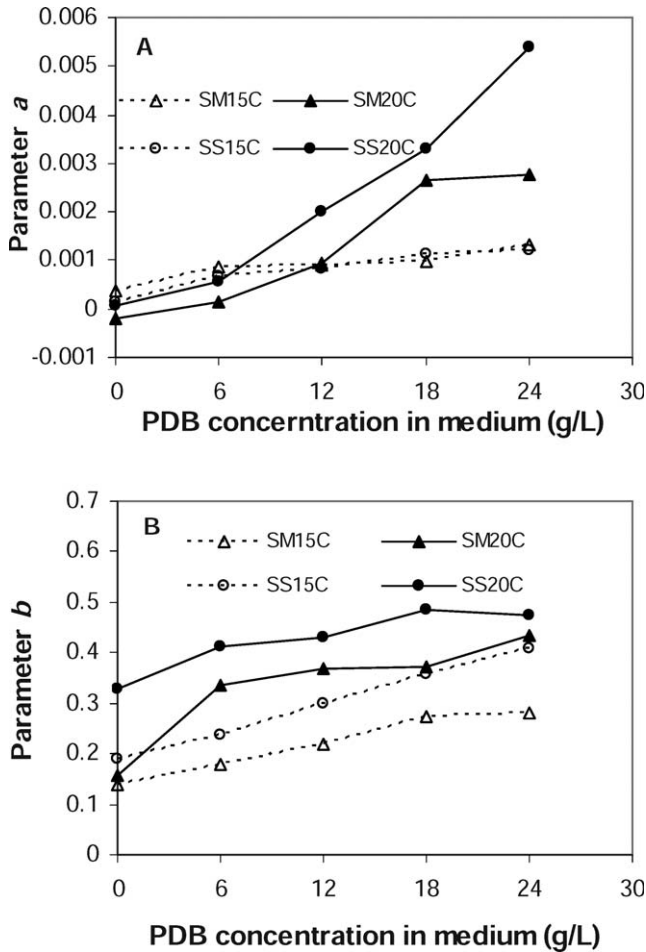 0.006
A
0.005
SM15C SM20C
0.004
SS15C SS20C
0.003
0.002
0.001
0
-0.001
Parameter a
0 6 12 18 24 30
PDB concerntration in medium (g/L)
0.7
B
SM15C SM20C
0.6
SS15C SS20C
0.5
0.4
0.3
0.2
0.1
0
Parameter b
0 6 12 18 24 30
PDB concentration in medium (g/L)